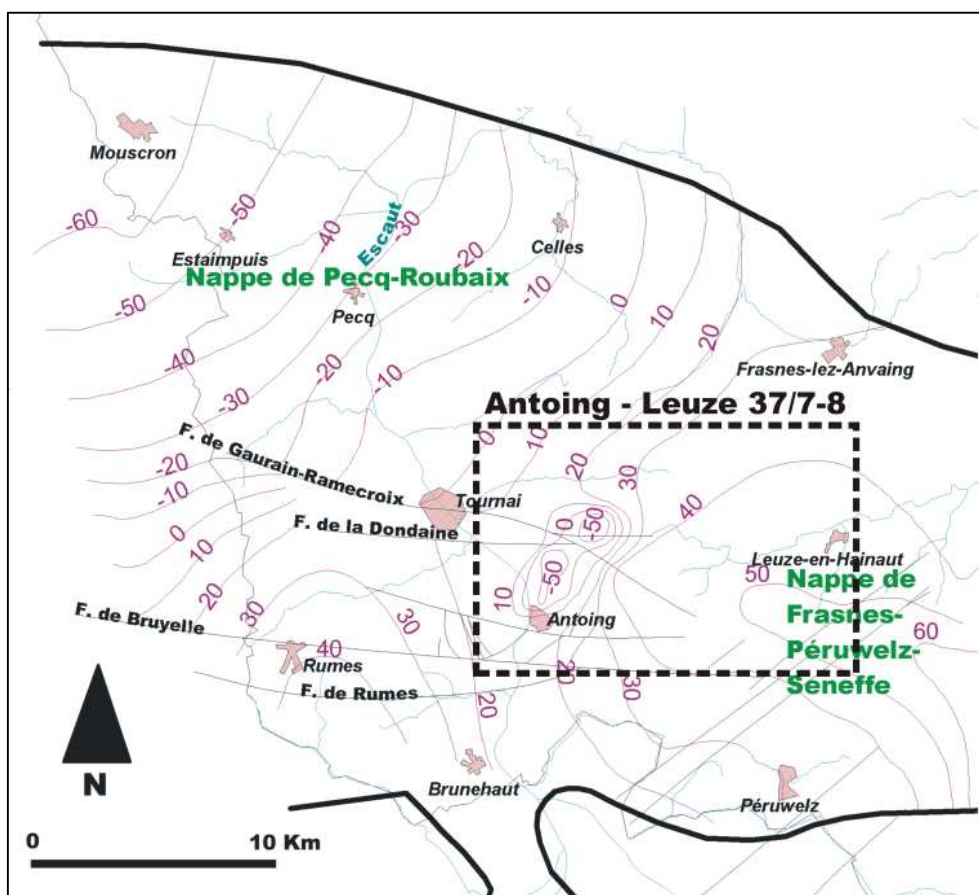 Mouscron
-60
-50
-40
Escaut
-30
Celles
Estaimpuis
-20
Nappe de Pecq-Roubaix
-50
Pecq
-10
0
10
20
-40
-20
-10
Frasnes-lez-Anvaing
-30
Antoing - Leuze 37/7-8
F. de Gaurain-Ramecroix
0
10
20
30
-20
-10
40
Tournai
0
-50
F. de la Dondaine
0
Leuze-en-Hainaut
10
-50
50
Nappe de
Frasnes-
Péruwelz-
Seneffe
10
20
30
30
60
F. de Bruyelle
Antoing
40
Rumes
20
F. de Rumes
20
30
N
Brunehaut
Péruwelz
0
10 Km